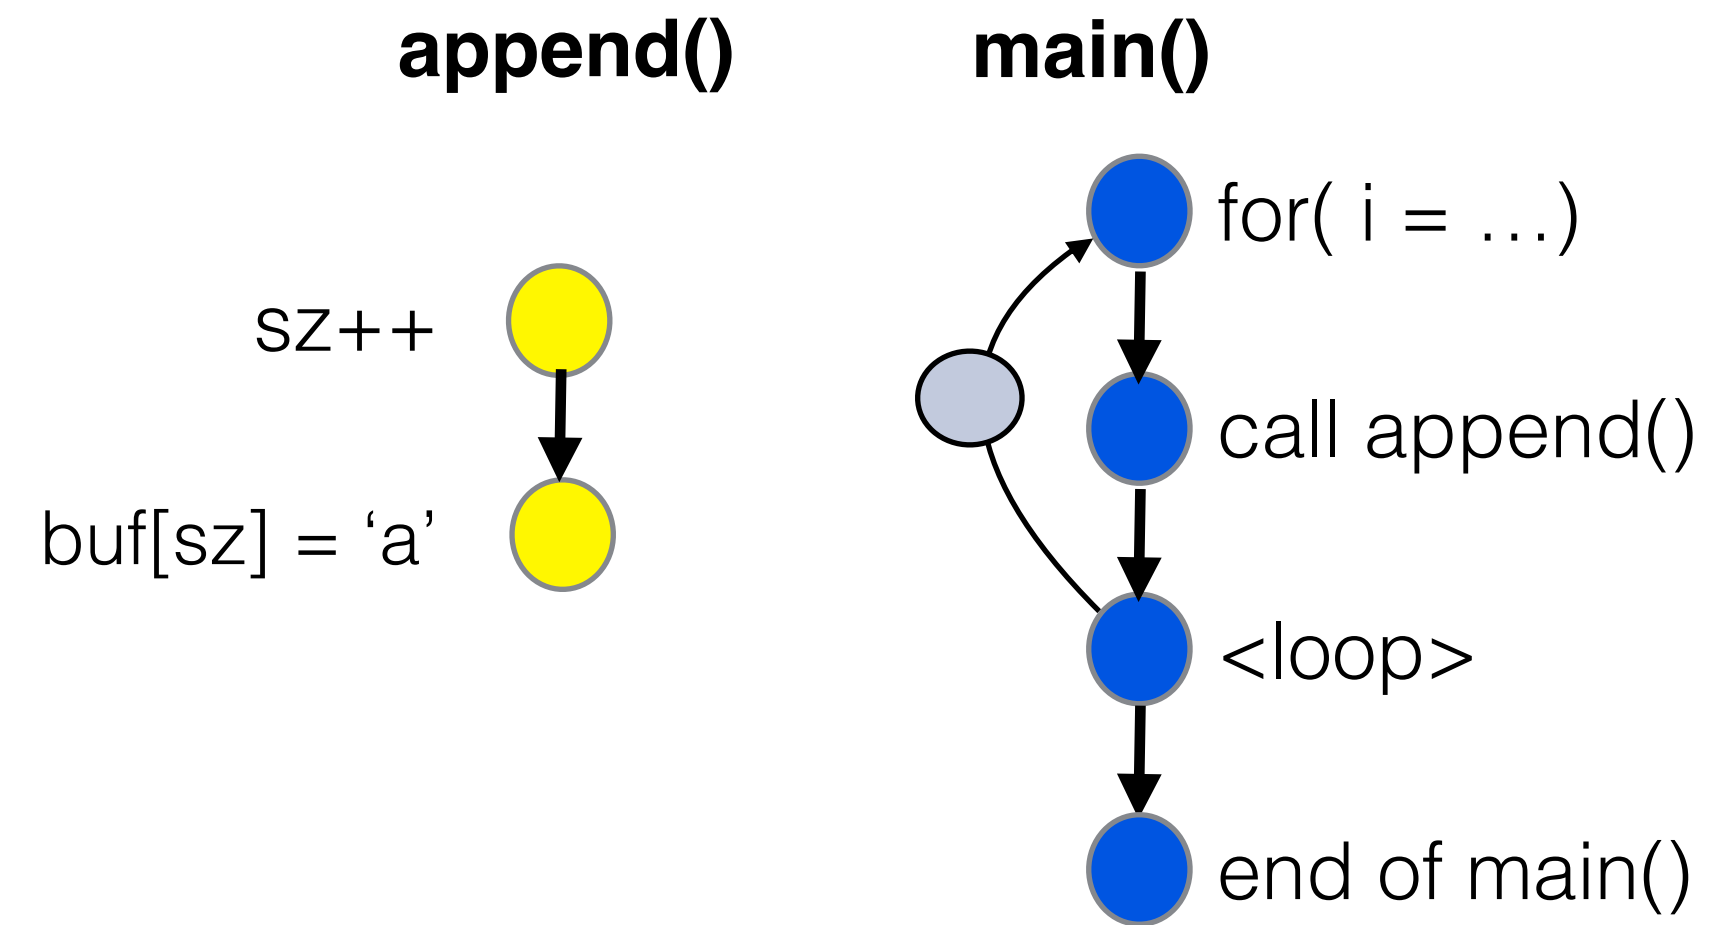 append()
main()
for( i = …)
sz++
call append()
buf[sz] = ‘a’
<loop>
end of main()